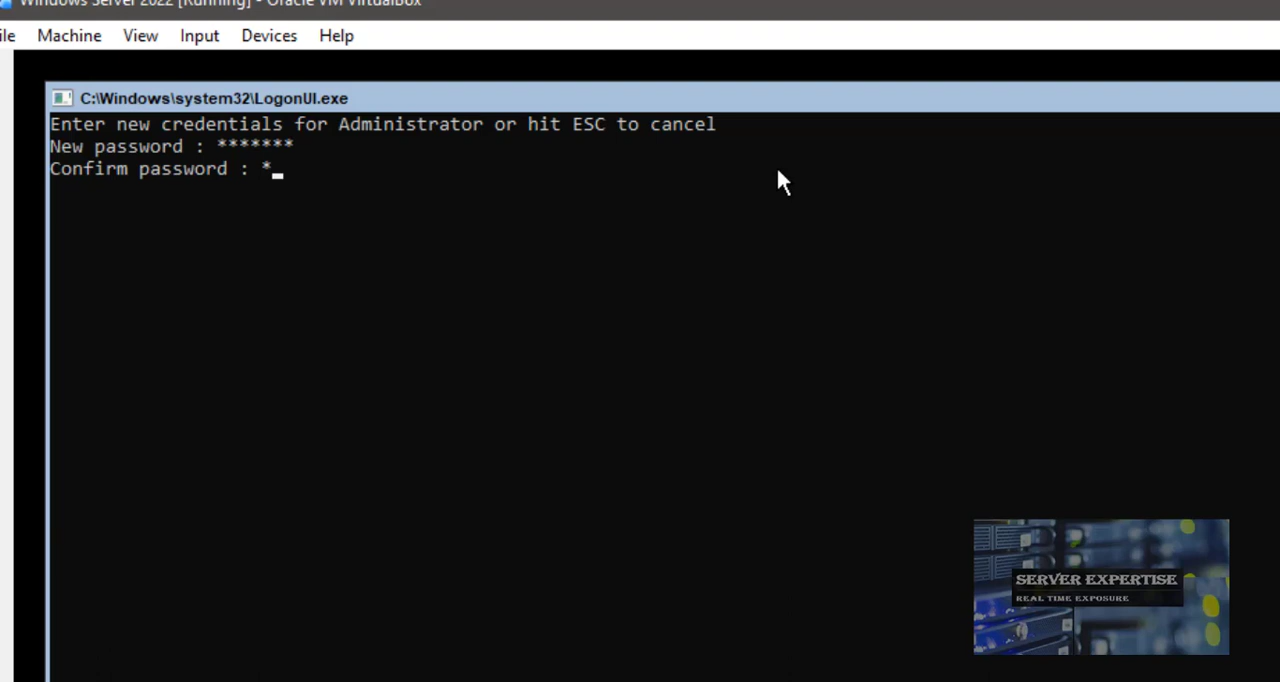 Windows Server 2022 [Running] - Oracle VM VirtualBox
ile Machine View Input Devices Help
C:\Windows\system32\LogonUI.exe
Enter new credentials for Administrator or hit ESC to cancel
New password : *******
Confirm password : *_
SERVER EXPERTISE
REAL TIME EXPOSURE